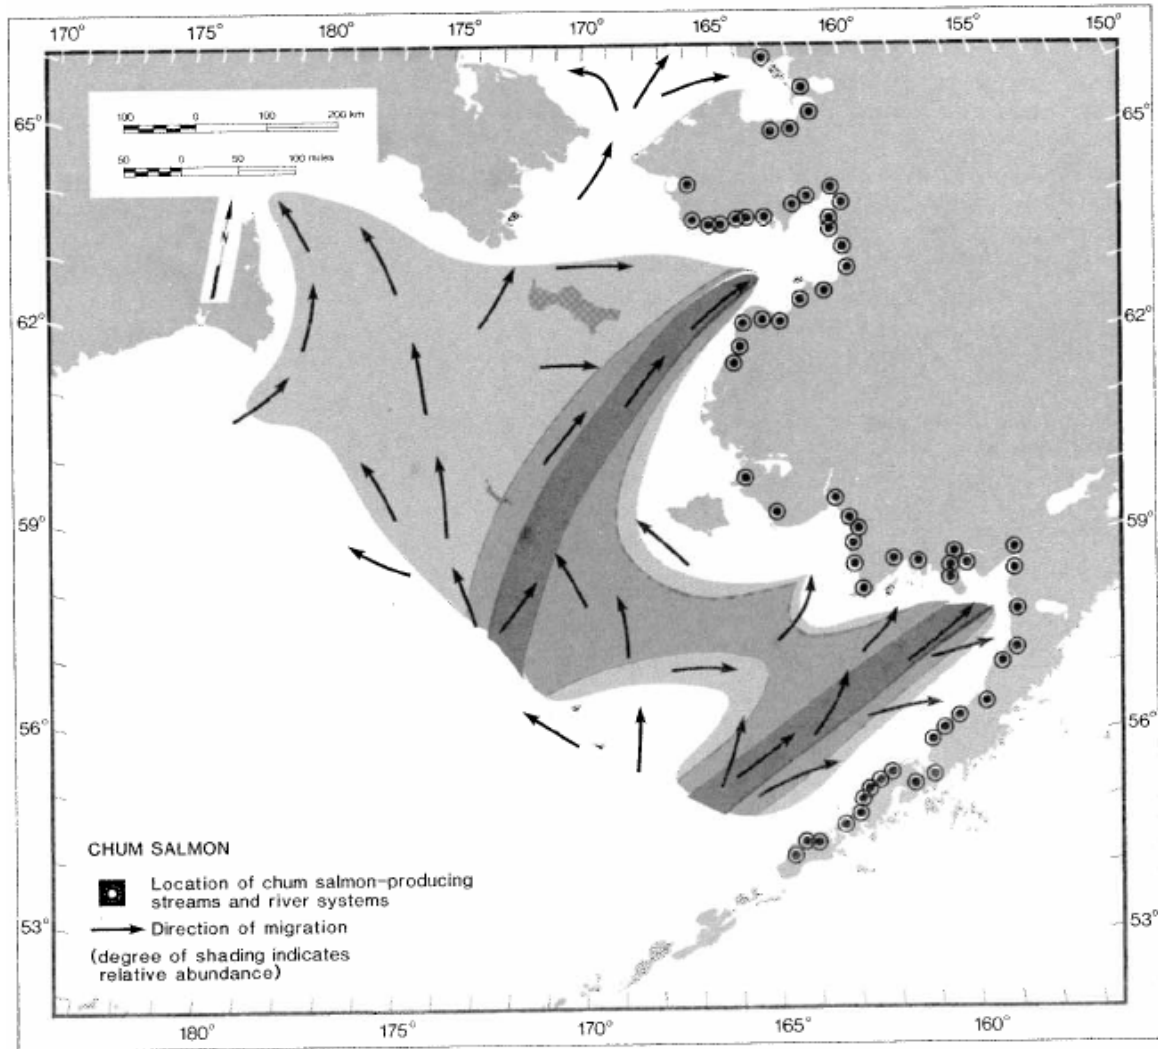 170° 175° 180° 175° 170° 165° 160° 155° 150°
100 0 100 200 km
50 0 50 100 miles
65° 65°
62° 62°
59° 59°
56° 56°
53° 53°
CHUM SALMON
Location of chum salmon-producing
streams and river systems
Direction of migration
(degree of shading indicates
relative abundance)
180° 175° 170° 165° 160°